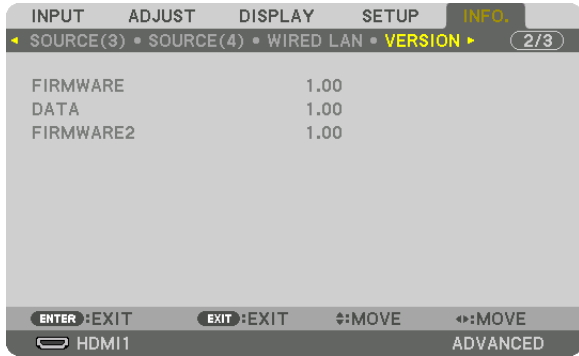 INPUT ADJUST DISPLAY SETUP INFO.
◂ SOURCE(3) • SOURCE(4) • WIRED LAN • VERSION ▸ 2/3
FIRMWARE 1.00
DATA 1.00
FIRMWARE2 1.00
ENTER :EXIT EXIT :EXIT ♦:MOVE ◂▸:MOVE
HDMI1 ADVANCED